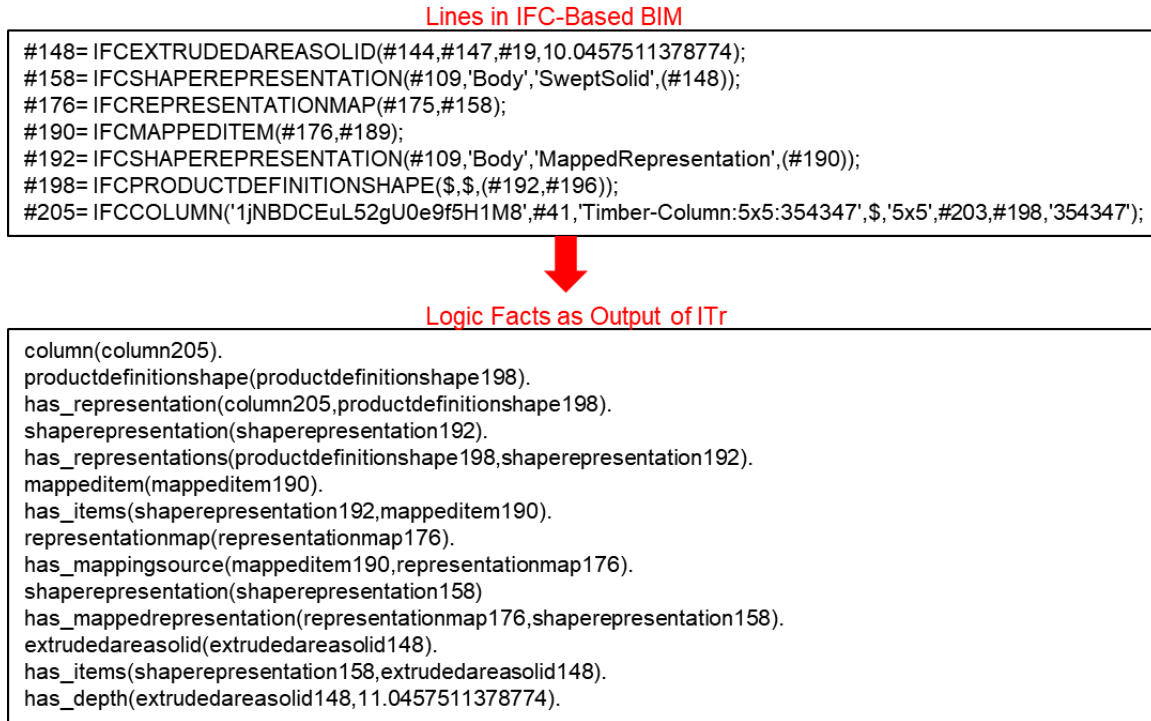 Lines in IFC-Based BIM
#148= IFCEXTRUDEDAREASOLID(#144,#147,#19,10.0457511378774);
#158= IFCSHAPEREPRESENTATION(#109,'Body','SweptSolid',(#148));
#176= IFCREPRESENTATIONMAP(#175,#158);
#190= IFCMAPPEDITEM(#176,#189);
#192= IFCSHAPEREPRESENTATION(#109,'Body','MappedRepresentation',(#190));
#198= IFCPRODUCTDEFINITIONSHAPE($,$,(#192,#196));
#205= IFCCOLUMN('1jNBDCEuL52gU0e9f5H1M8',#41,'Timber-Column:5x5:354347',$,'5x5',#203,#198,'354347');
Logic Facts as Output of ITr
column(column205).
productdefinitionshape(productdefinitionshape198).
has_representation(column205,productdefinitionshape198).
shaperepresentation(shaperepresentation192).
has_representations(productdefinitionshape198,shaperepresentation192).
mappeditem(mappeditem190).
has_items(shaperepresentation192,mappeditem190).
representationmap(representationmap176).
has_mappingsource(mappeditem190,representationmap176).
shaperepresentation(shaperepresentation158)
has_mappedrepresentation(representationmap176,shaperepresentation158).
extrudedareasolid(extrudedareasolid148).
has_items(shaperepresentation158,extrudedareasolid148).
has_depth(extrudedareasolid148,11.0457511378774).